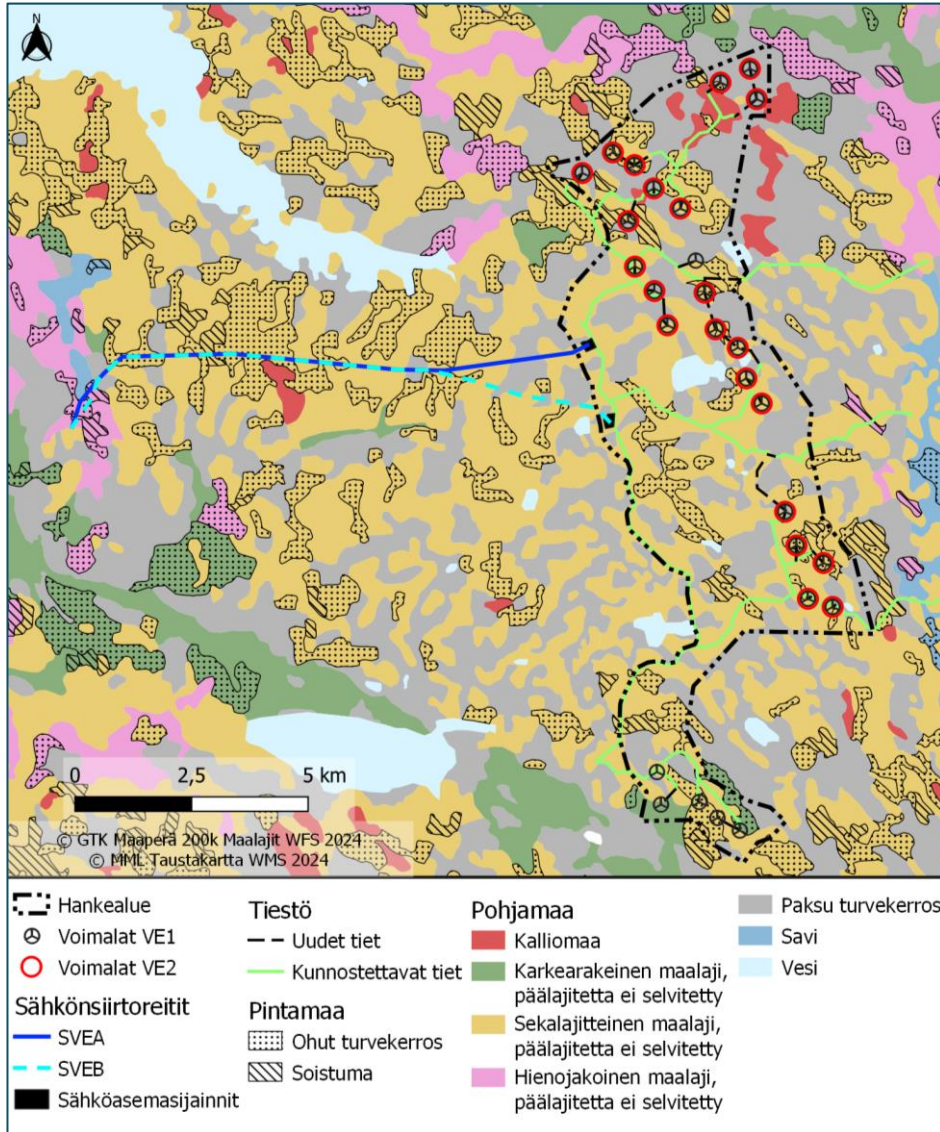 N
0 2,5 5 km
© GTK Maaperä 200k Maalajit WFS 2024
© MML Taustakartta WMS 2024
Hankealue
Voimalat VE1
Voimalat VE2
Sähkönsiirtoreitit
SVEA
SVEB
Sähköasemasijainnit
Tiestö
Uudet tiet
Kunnostettavat tiet
Pintamaa
Ohut turvekerros
Soistuma
Pohjamaa
Kalliomaa
Karkearakeinen maalaji,
päälajitetta ei selvitetty
Sekalajitteinen maalaji,
päälajitetta ei selvitetty
Hienojakoinen maalaji,
päälajitetta ei selvitetty
Paksu turvekerros
Savi
Vesi